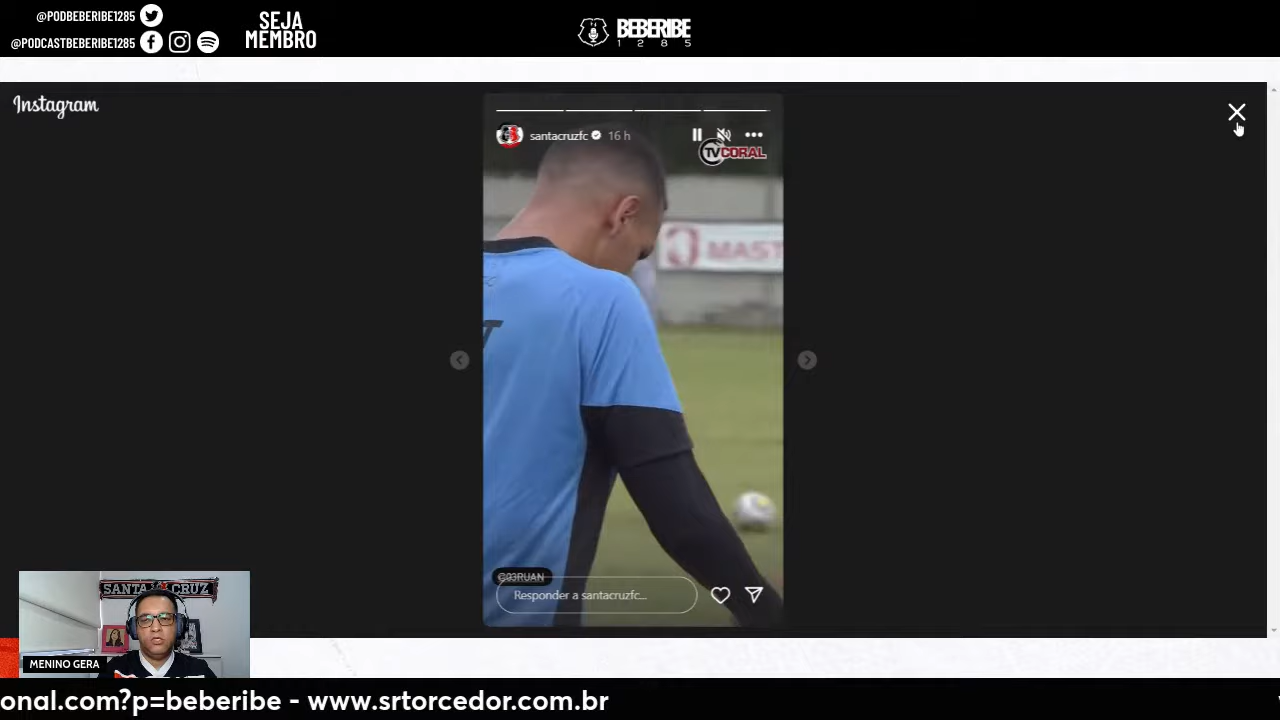 @PODBEBERIBE1285
@PODCASTBEBERIBE1285
SEJA
MEMBRO
BEBERIBE
1 2 8 5
Instagram
santacruzfc 16 h
TV CORAL
MAST
@03RUAN
Responder a santacruzfc...
SANTA CRUZ
MENINO GERA
onal.com?p=beberibe - www.srtorcedor.com.br